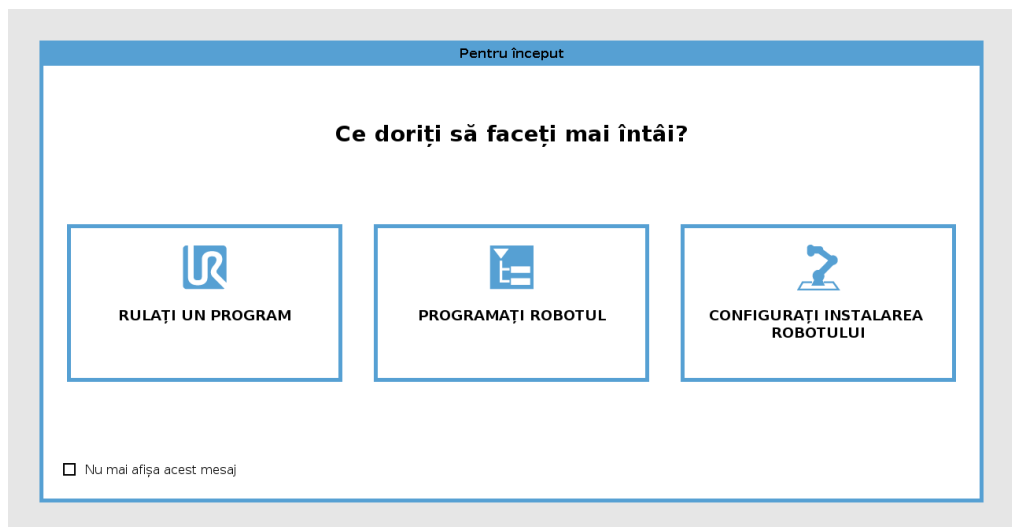 Pentru început
Ce doriți să faceți mai întâi?
RULAȚI UN PROGRAM
PROGRAMAȚI ROBOTUL
CONFIGURAȚI INSTALAREA
ROBOTULUI
Nu mai afișa acest mesaj